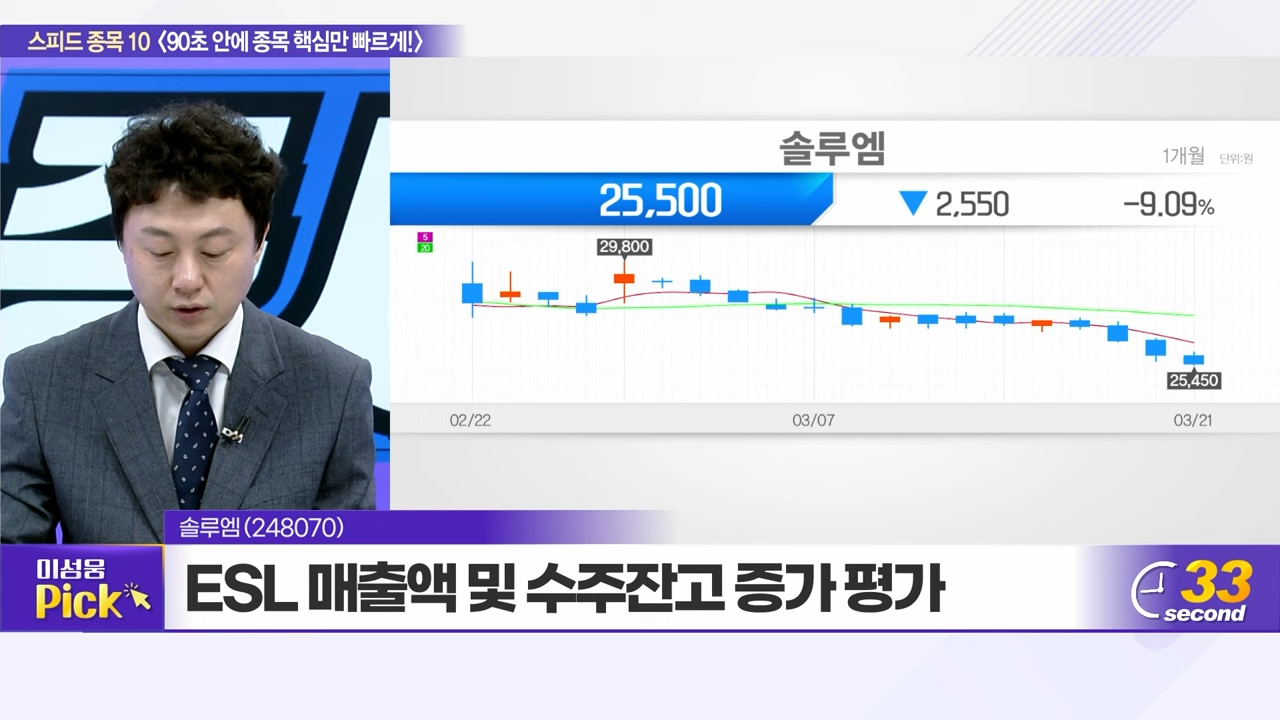 스피드 종목 10 〈90초 안에 종목 핵심만 빠르게!〉
솔루엠
1개월 단위:원
25,500 ▼ 2,550 -9.09%
5
20
29,800
25,450
02/22 03/07 03/21
솔루엠(248070)
이성웅
Pick
ESL 매출액 및 수주잔고 증가 평가
33
second